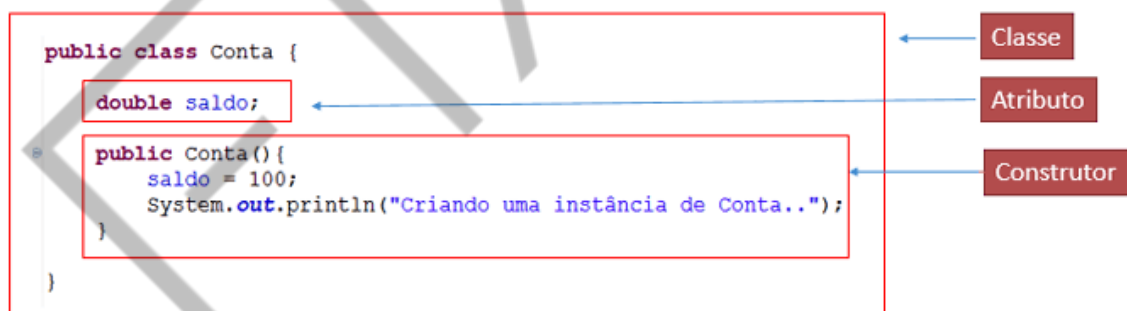 public class Conta {
Classe
double saldo;
Atributo
public Conta(){
saldo = 100;
Construtor
System.out.println("Criando uma instância de Conta..");
}
}